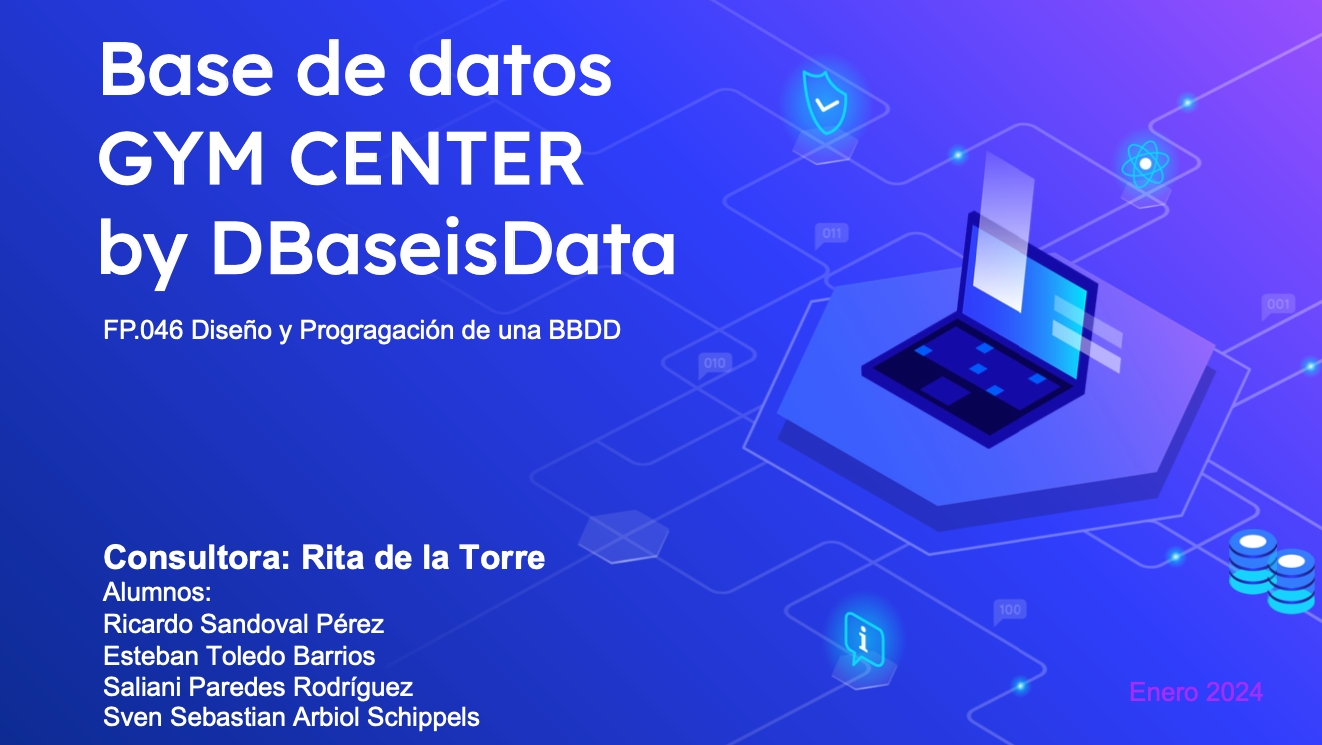 Base de datos
GYM CENTER
by DBaseisData
FP.046 Diseño y Progragación de una BBDD
011
001
010
Consultora: Rita de la Torre
Alumnos:
Ricardo Sandoval Pérez
Esteban Toledo Barrios
Saliani Paredes Rodríguez
Sven Sebastian Arbiol Schippels
100
i
Enero 2024